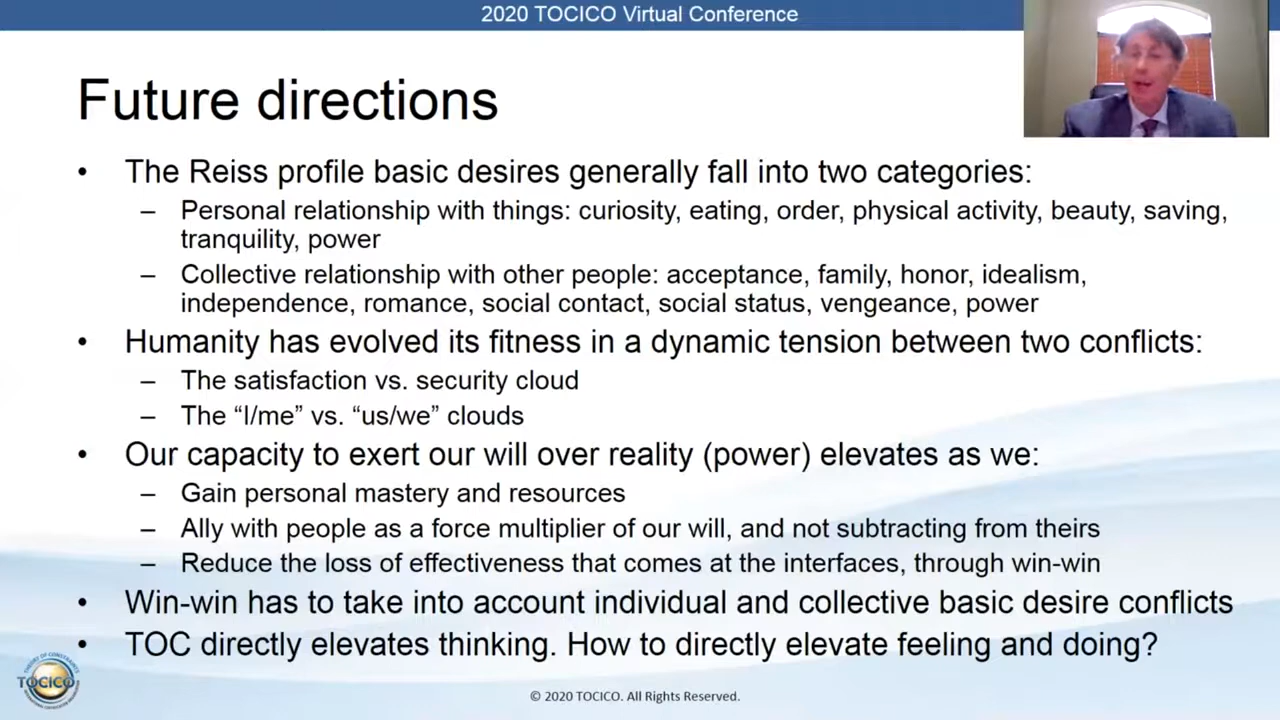 2020 TOCICO Virtual Conference
Future directions
• The Reiss profile basic desires generally fall into two categories:
– Personal relationship with things: curiosity, eating, order, physical activity, beauty, saving,
tranquility, power
– Collective relationship with other people: acceptance, family, honor, idealism,
independence, romance, social contact, social status, vengeance, power
• Humanity has evolved its fitness in a dynamic tension between two conflicts:
– The satisfaction vs. security cloud
– The “I/me” vs. “us/we” clouds
• Our capacity to exert our will over reality (power) elevates as we:
– Gain personal mastery and resources
– Ally with people as a force multiplier of our will, and not subtracting from theirs
– Reduce the loss of effectiveness that comes at the interfaces, through win-win
• Win-win has to take into account individual and collective basic desire conflicts
• TOC directly elevates thinking. How to directly elevate feeling and doing?
THEORY OF CONSTRAINTS
TOCICO
© 2020 TOCICO. All Rights Reserved.